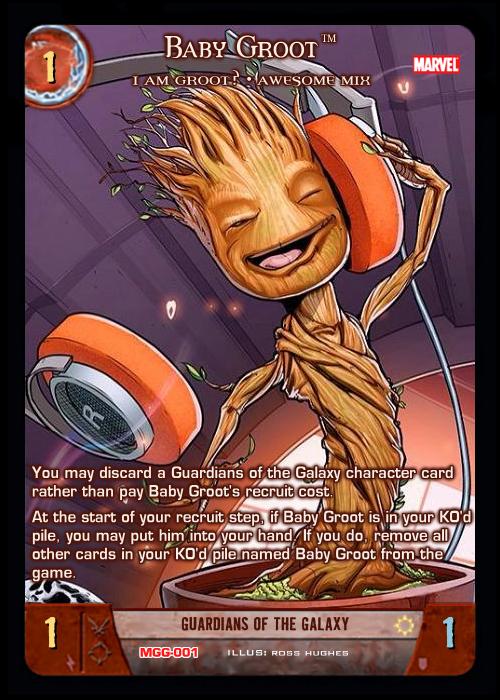 1
Baby Groot™
I AM GROOT? • AWESOME MIX
MARVEL
R
You may discard a Guardians of the Galaxy character card
rather than pay Baby Groot's recruit cost.
At the start of your recruit step, if Baby Groot is in your KO'd
pile, you may put him into your hand. If you do, remove all
other cards in your KO'd pile named Baby Groot from the
game.
1
GUARDIANS OF THE GALAXY
1
MGG-001 ILLUS: ROSS HUGHES